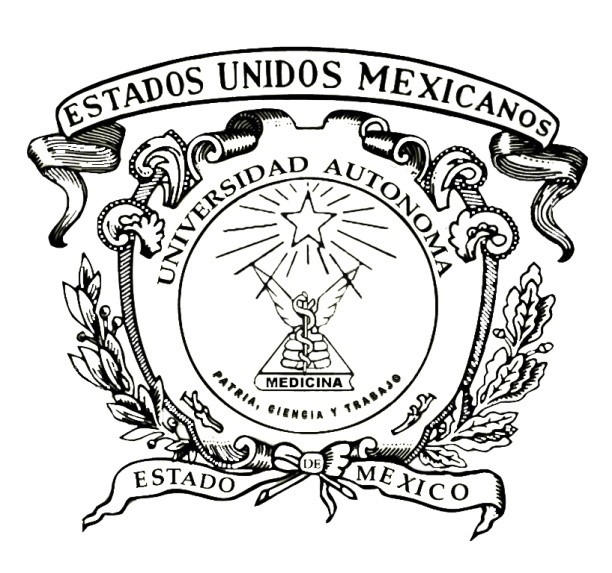 ESTADOS UNIDOS MEXICANOS
UNIVERSIDAD AUTONOMA
MEDICINA
PATRIA, CIENCIA Y TRABAJO
ESTADO DE MEXICO